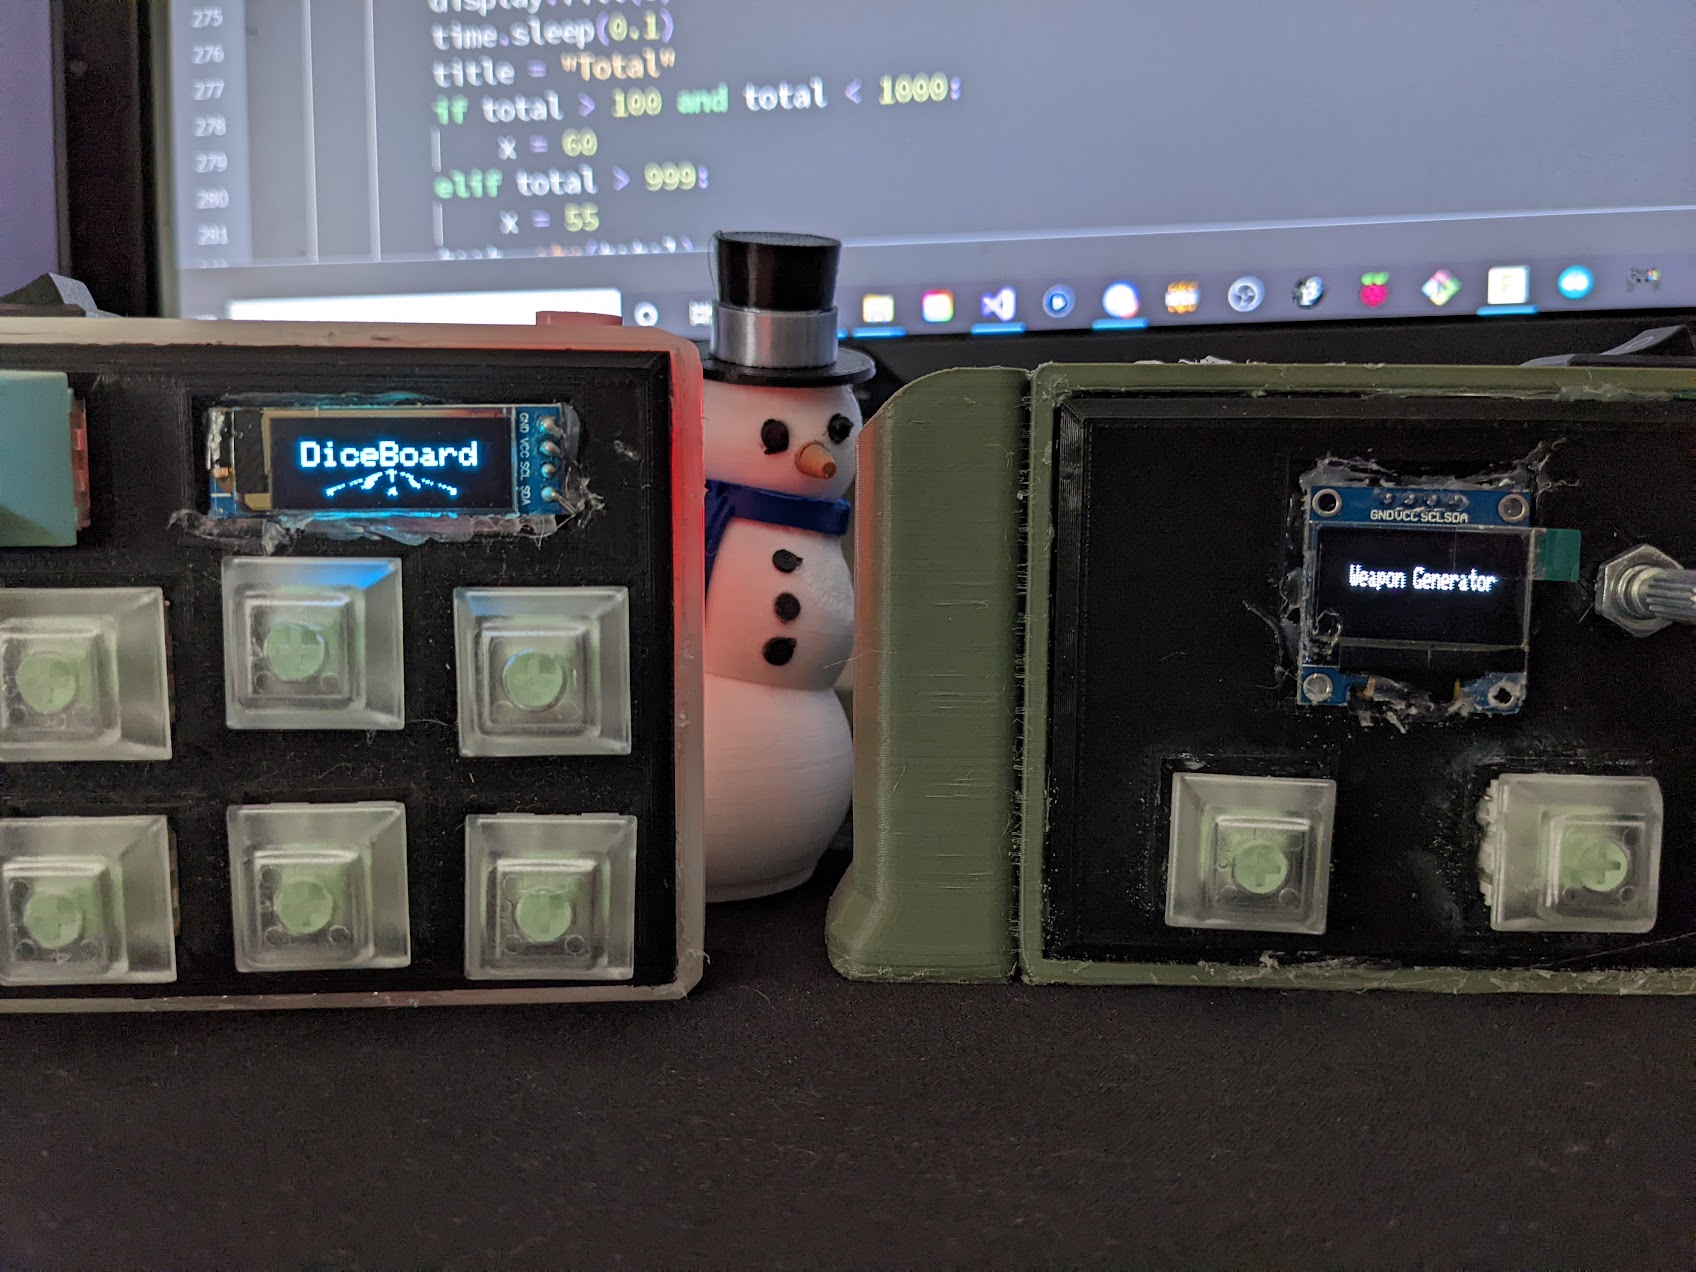 275
276
277
278
279
280
281
time.sleep(0.1)
title = "Total"
if total > 100 and total < 1000:
x = 60
elif total > 999:
x = 55
DiceBoard
GND VCC SCL SDA
GND VCC SCL SDA
Weapon Generator